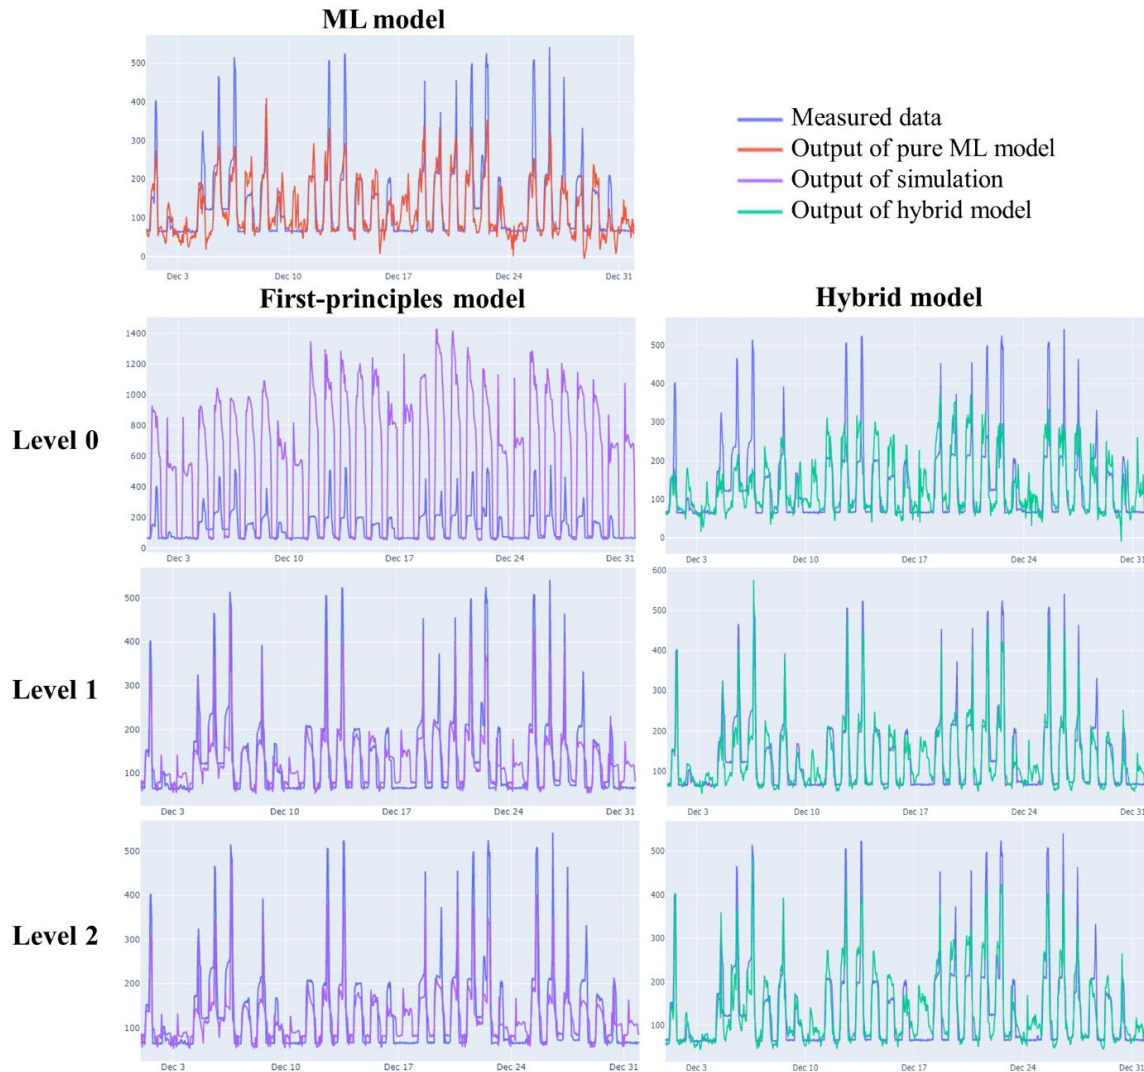 ML model
500
400
300
200
100
0
Dec 3
Dec 10
Dec 17
Dec 24
Dec 31
Measured data
Output of pure ML model
Output of simulation
Output of hybrid model
First-principles model
Hybrid model
Level 0
1400
1200
1000
800
600
400
200
0
Dec 3
Dec 10
Dec 17
Dec 24
Dec 31
500
400
300
200
100
0
Dec 3
Dec 10
Dec 17
Dec 24
Dec 31
Level 1
500
400
300
200
100
Dec 3
Dec 10
Dec 17
Dec 24
Dec 31
600
500
400
300
200
100
Dec 3
Dec 10
Dec 17
Dec 24
Dec 31
Level 2
500
400
300
200
100
Dec 3
Dec 10
Dec 17
Dec 24
Dec 31
500
400
300
200
100
Dec 3
Dec 10
Dec 17
Dec 24
Dec 31